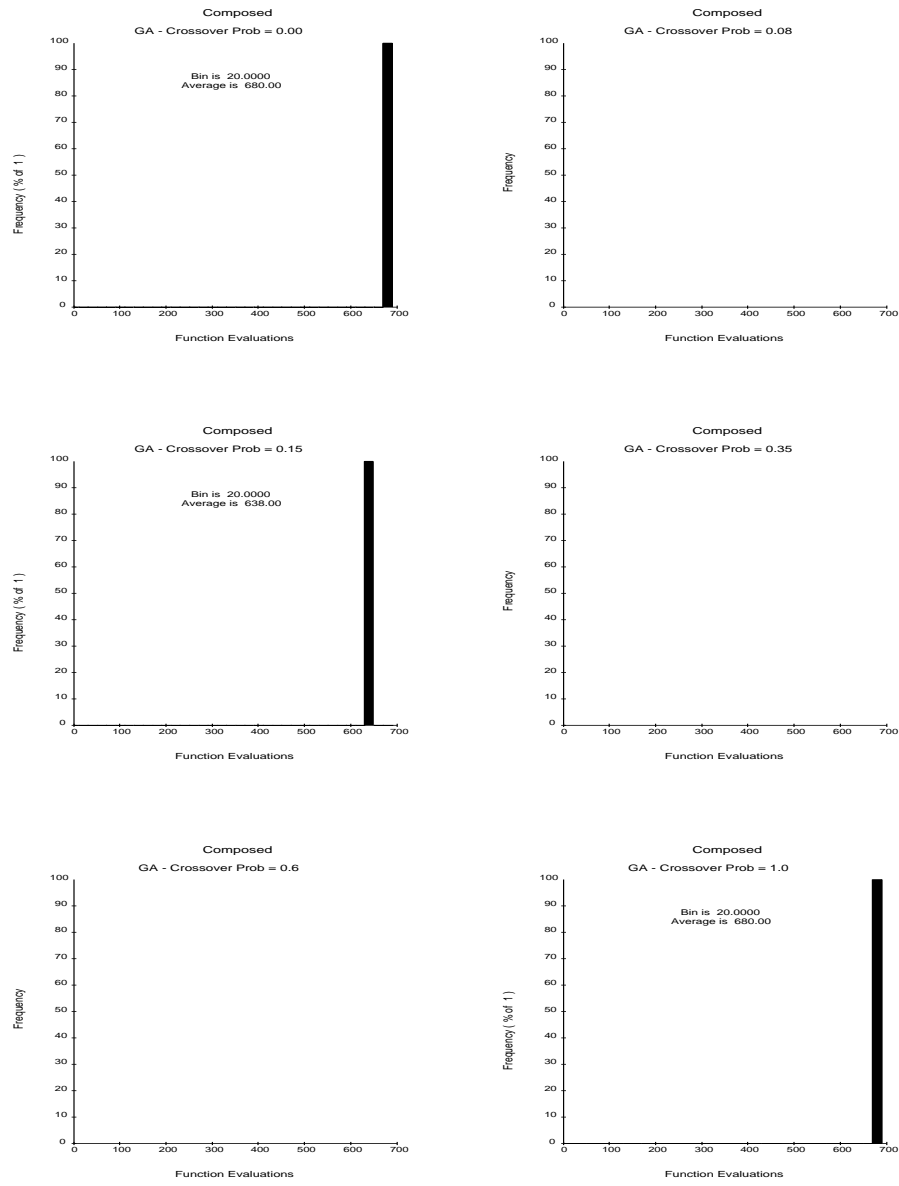 Composed
GA - Crossover Prob = 0.00
Bin is 20.0000
Average is 680.00
Frequency ( % of 1 )
100
90
80
70
60
50
40
30
20
10
0
0 100 200 300 400 500 600 700
Function Evaluations
Composed
GA - Crossover Prob = 0.08
Frequency
100
90
80
70
60
50
40
30
20
10
0
0 100 200 300 400 500 600 700
Function Evaluations
Composed
GA - Crossover Prob = 0.15
Bin is 20.0000
Average is 638.00
Frequency ( % of 1 )
100
90
80
70
60
50
40
30
20
10
0
0 100 200 300 400 500 600 700
Function Evaluations
Composed
GA - Crossover Prob = 0.35
Frequency
100
90
80
70
60
50
40
30
20
10
0
0 100 200 300 400 500 600 700
Function Evaluations
Composed
GA - Crossover Prob = 0.6
Frequency
100
90
80
70
60
50
40
30
20
10
0
0 100 200 300 400 500 600 700
Function Evaluations
Composed
GA - Crossover Prob = 1.0
Bin is 20.0000
Average is 680.00
Frequency ( % of 1 )
100
90
80
70
60
50
40
30
20
10
0
0 100 200 300 400 500 600 700
Function Evaluations